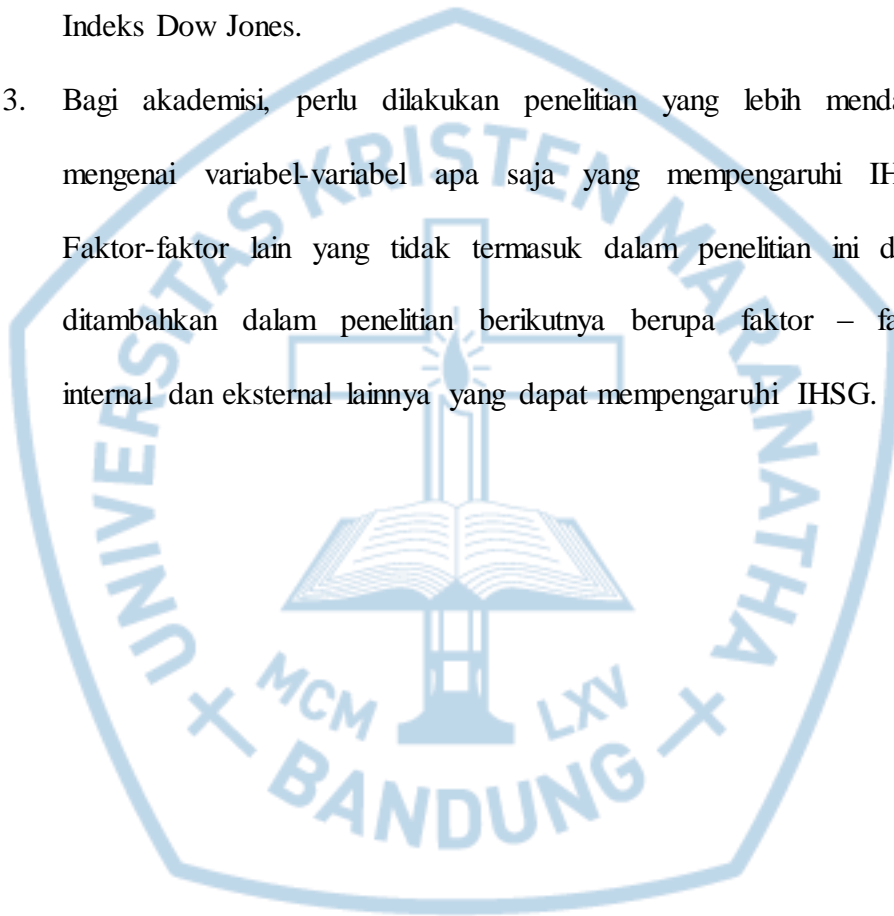 Indeks Dow Jones.
3. Bagi akademisi, perlu dilakukan penelitian yang lebih
mengenai variabel-variabel apa saja yang mempengaruhi
Faktor-faktor lain yang tidak termasuk dalam penelitian ini
ditambahkan dalam penelitian berikutnya berupa faktor –
internal dan eksternal lainnya yang dapat mempengaruhi IHSG.
UNIVERSITAS KRISTEN MARANATHA
MCM LXV
BANDUNG